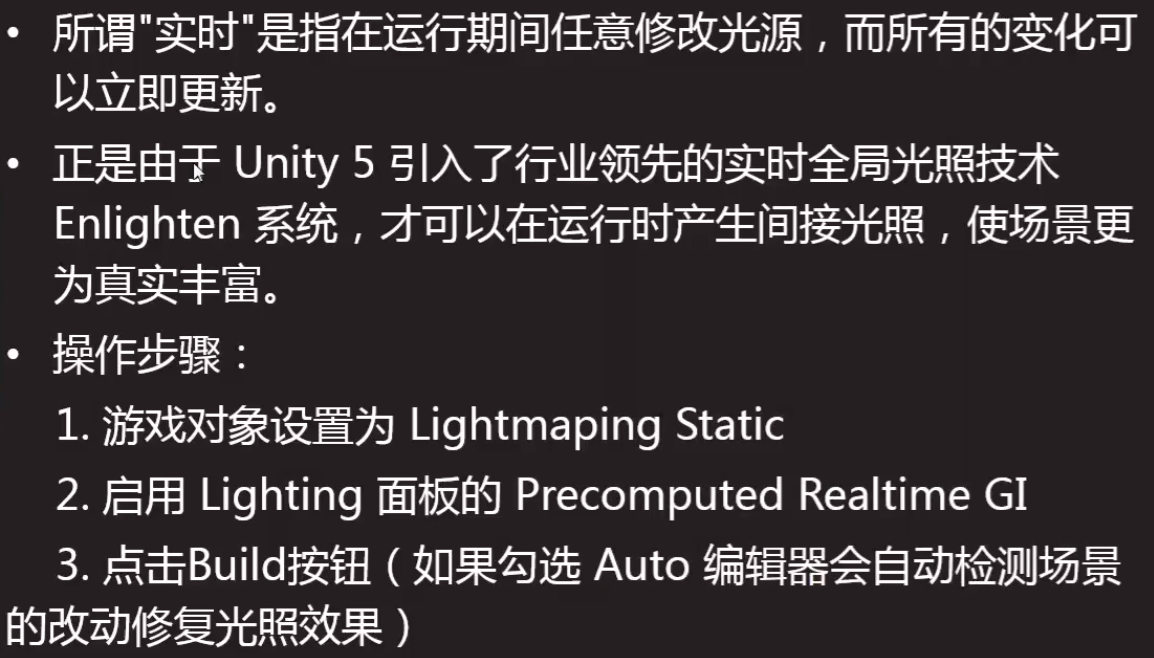 • 所谓"实时"是指在运行期间任意修改光源，而所有的变化可
以立即更新。
• 正是由于 Unity 5 引入了行业领先的实时全局光照技术
Enlighten 系统，才可以在运行时产生间接光照，使场景更
为真实丰富。
• 操作步骤：
1. 游戏对象设置为 Lightmaping Static
2. 启用 Lighting 面板的 Precomputed Realtime GI
3. 点击Build按钮（如果勾选 Auto 编辑器会自动检测场景
的改动修复光照效果）